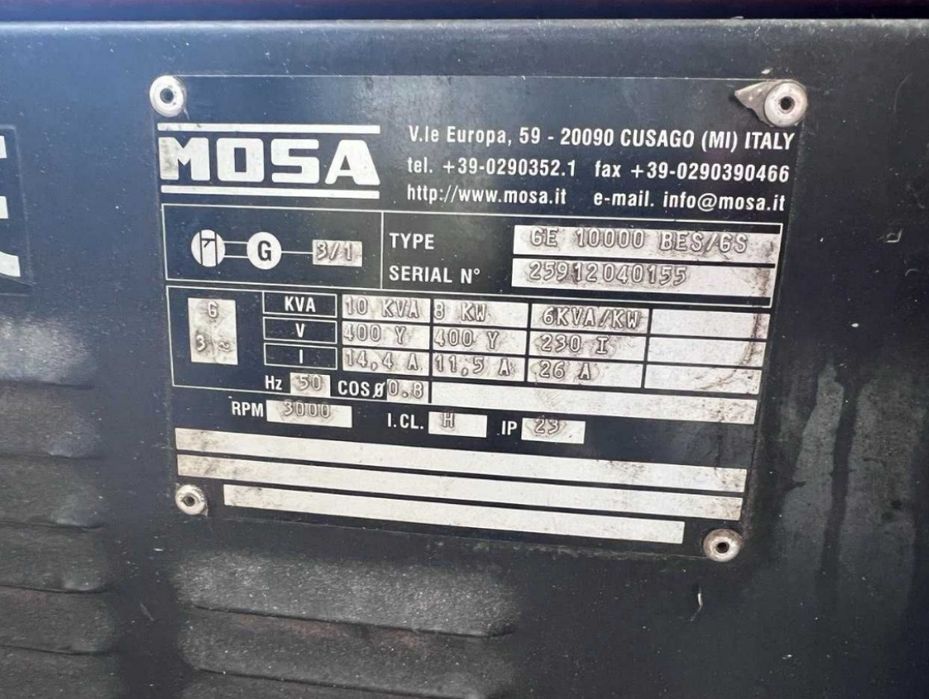 MOSA
V.le Europa, 59 - 20090 CUSAGO (MI) ITALY
tel. +39-0290352.1 fax +39-0290390466
http://www.mosa.it e-mail. info@mosa.it
G 3/1
TYPE GE 10000 BES/GS
SERIAL N° 25912040155
G
3 ~
KVA 10 KVA 8 KW 6KVA/KW
V 400 Y 400 Y 230 I
I 14,4 A 11,5 A 26 A
Hz 50 COSØ 0.8
RPM 3000 I.CL. H IP 23